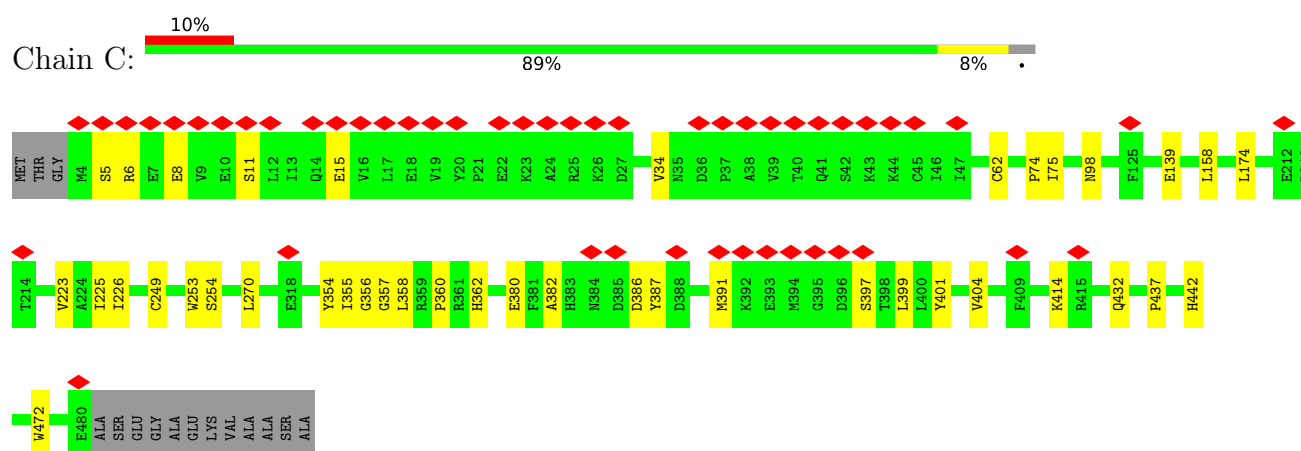 10%
Chain C:
89% 8% •
MET THR GLY M4 S5 R6 E7 E8 V9 E10 S11 L12 I13 Q14 E15 V16 L17 E18 V19 Y20 P21 E22 K23 A24 R25 K26 D27 V34 N35 D36 P37 A38 V39 T40 Q41 S42 K43 K44 C45 I46 I47 C62 P74 I75 N98 F125 E139 L158 L174 E212
T214 V223 A224 I225 I226 C249 W253 S254 L270 E318 Y354 I355 G356 G357 L358 R359 P360 R361 H362 E380 F381 A382 H383 N384 D385 D386 Y387 D388 M391 K392 E393 M394 G395 D396 S397 T398 L399 L400 Y401 V404 F409 K414 R415 Q432 P437 H442
W472 E480 ALA SER GLU GLY ALA GLU LYS VAL ALA ALA SER ALA